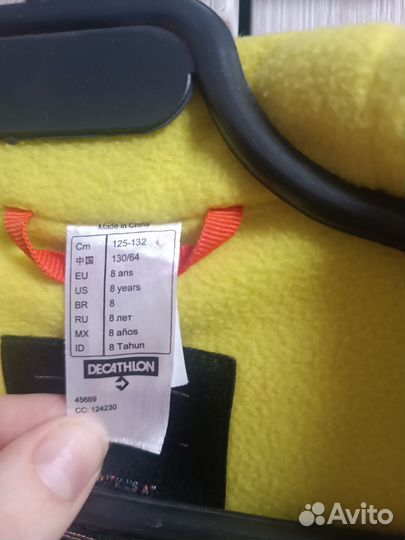 Made in China
Cm 125-132
中国 130/64
EU 8 ans
US 8 years
BR 8
RU 8 лет
MX 8 años
ID 8 Tahun
DECATHLON
45689
CC: 124230
Avito